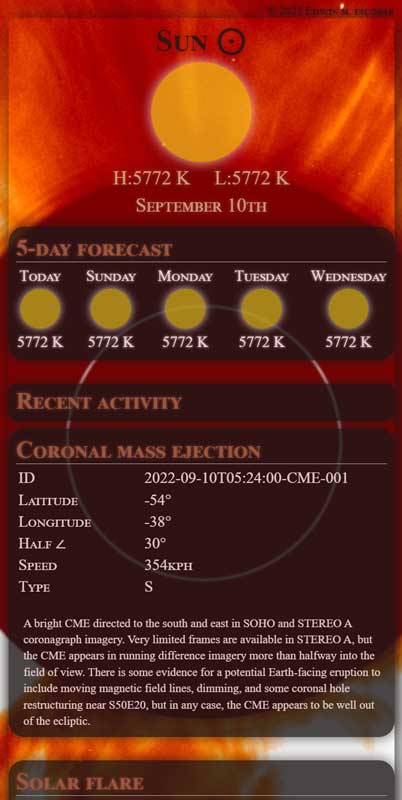 © 2021 Edwin M. Escobar
Sun ☉
H:5772 K L:5772 K
September 10th
5-day forecast
Today Sunday Monday Tuesday Wednesday
5772 K 5772 K 5772 K 5772 K 5772 K
Recent activity
Coronal mass ejection
ID 2022-09-10T05:24:00-CME-001
Latitude -54°
Longitude -38°
Half ∠ 30°
Speed 354kph
Type S
A bright CME directed to the south and east in SOHO and STEREO A
coronagraph imagery. Very limited frames are available in STEREO A, but
the CME appears in running difference imagery more than halfway into the
field of view. There is some evidence for a potential Earth-facing eruption to
include moving magnetic field lines, dimming, and some coronal hole
restructuring near S50E20, but in any case, the CME appears to be well out
of the ecliptic.
Solar flare